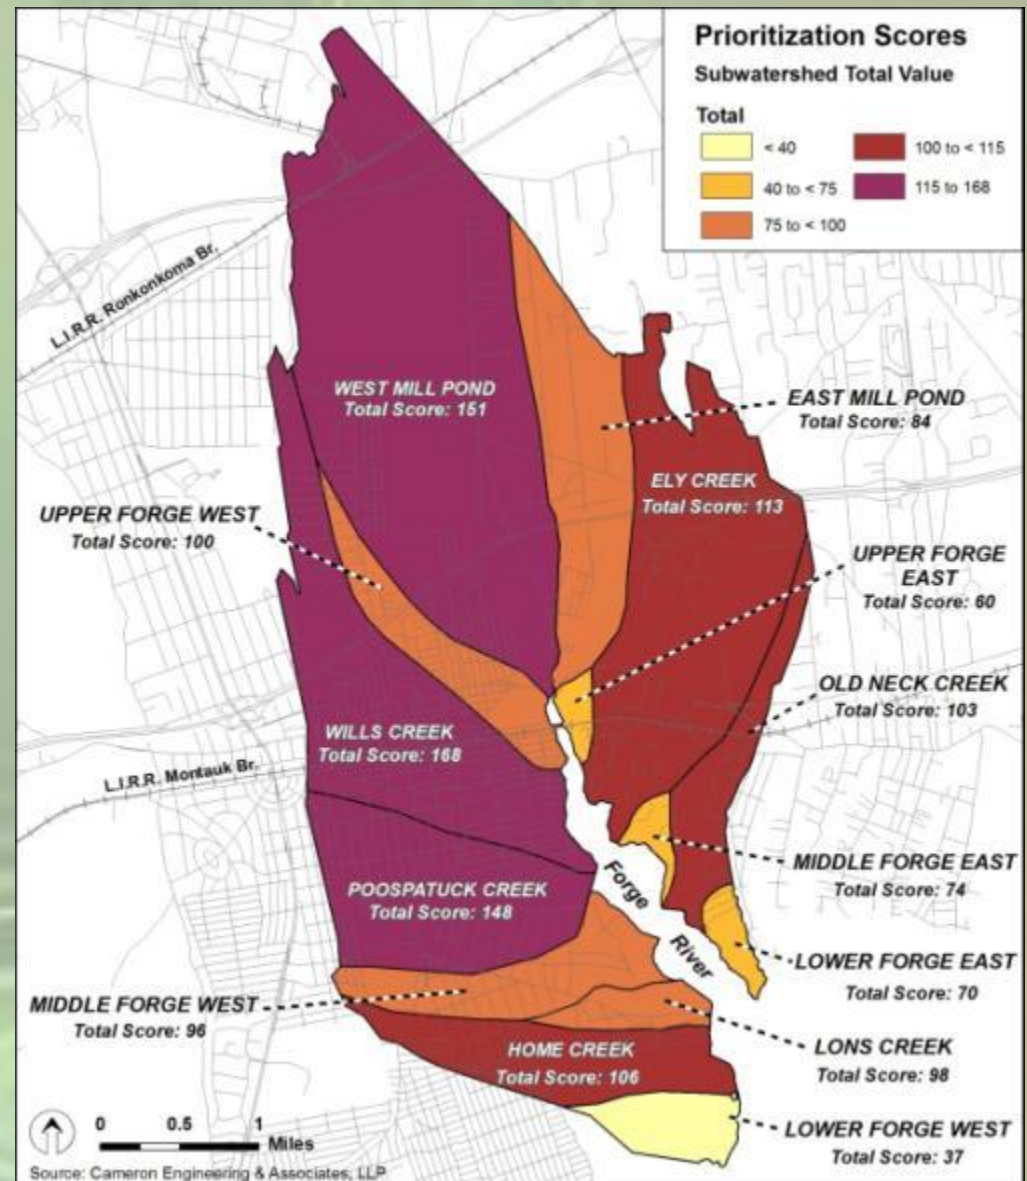 Prioritization Scores
Subwatershed Total Value
Total
< 40
40 to < 75
75 to < 100
100 to < 115
115 to 168
L.I.R.R. Ronkonkoma Br.
WEST MILL POND
Total Score: 151
EAST MILL POND
Total Score: 84
ELY CREEK
Total Score: 113
UPPER FORGE WEST
Total Score: 100
UPPER FORGE
EAST
Total Score: 60
OLD NECK CREEK
Total Score: 103
WILLS CREEK
Total Score: 168
L.I.R.R. Montauk Br.
MIDDLE FORGE EAST
Total Score: 74
Forge
River
POOSPATUCK CREEK
Total Score: 148
LOWER FORGE EAST
Total Score: 70
MIDDLE FORGE WEST
Total Score: 96
LONS CREEK
Total Score: 98
HOME CREEK
Total Score: 106
LOWER FORGE WEST
Total Score: 37
0 0.5 1
Miles
Source: Cameron Engineering & Associates, LLP